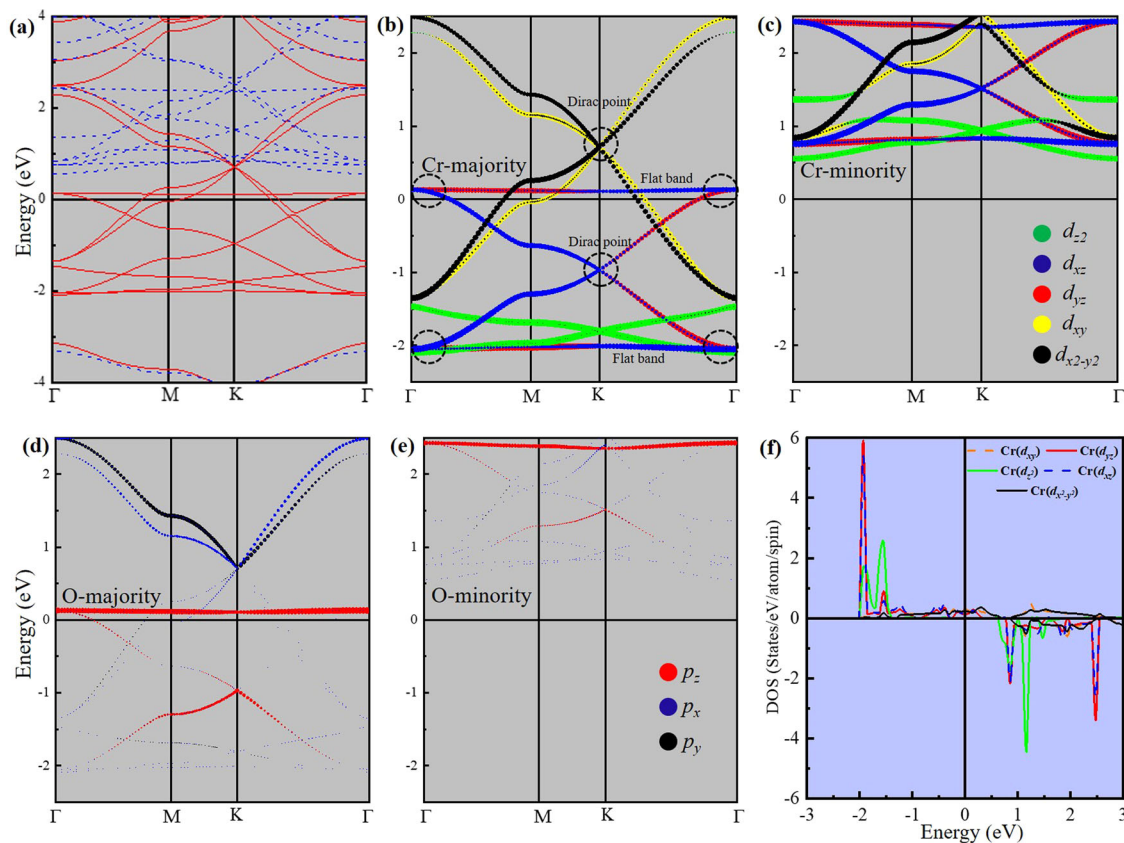 (a)
4
2
0
-2
-4
Energy (eV)
Γ M K Γ
(b)
2
1
0
-1
-2
Dirac point
Cr-majority
Flat band
Dirac point
Flat band
Γ M K Γ
(c)
2
1
0
-1
-2
Cr-minority
dz2
dxz
dyz
dxy
dx2-y2
Γ M K Γ
(d)
2
1
0
-1
-2
Energy (eV)
O-majority
Γ M K Γ
(e)
2
1
0
-1
-2
O-minority
pz
px
py
Γ M K Γ
(f)
6
4
2
0
-2
-4
-6
DOS (States/eV/atom/spin)
Cr(dxy) Cr(dyz)
Cr(dz2) Cr(dxz)
Cr(dx2-y2)
-3 -2 -1 0 1 2 3
Energy (eV)